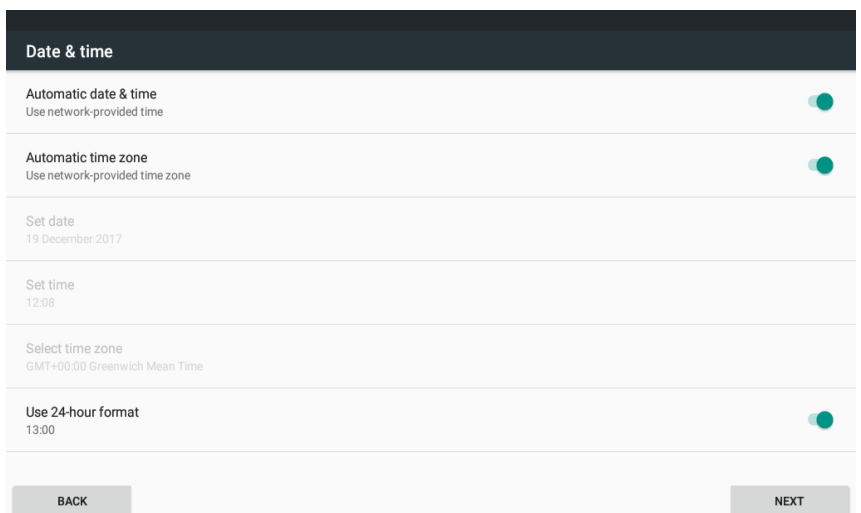 Date & time
Automatic date & time
Use network-provided time
Automatic time zone
Use network-provided time zone
Set date
19 December 2017
Set time
12:08
Select time zone
GMT+00:00 Greenwich Mean Time
Use 24-hour format
13:00
BACK
NEXT